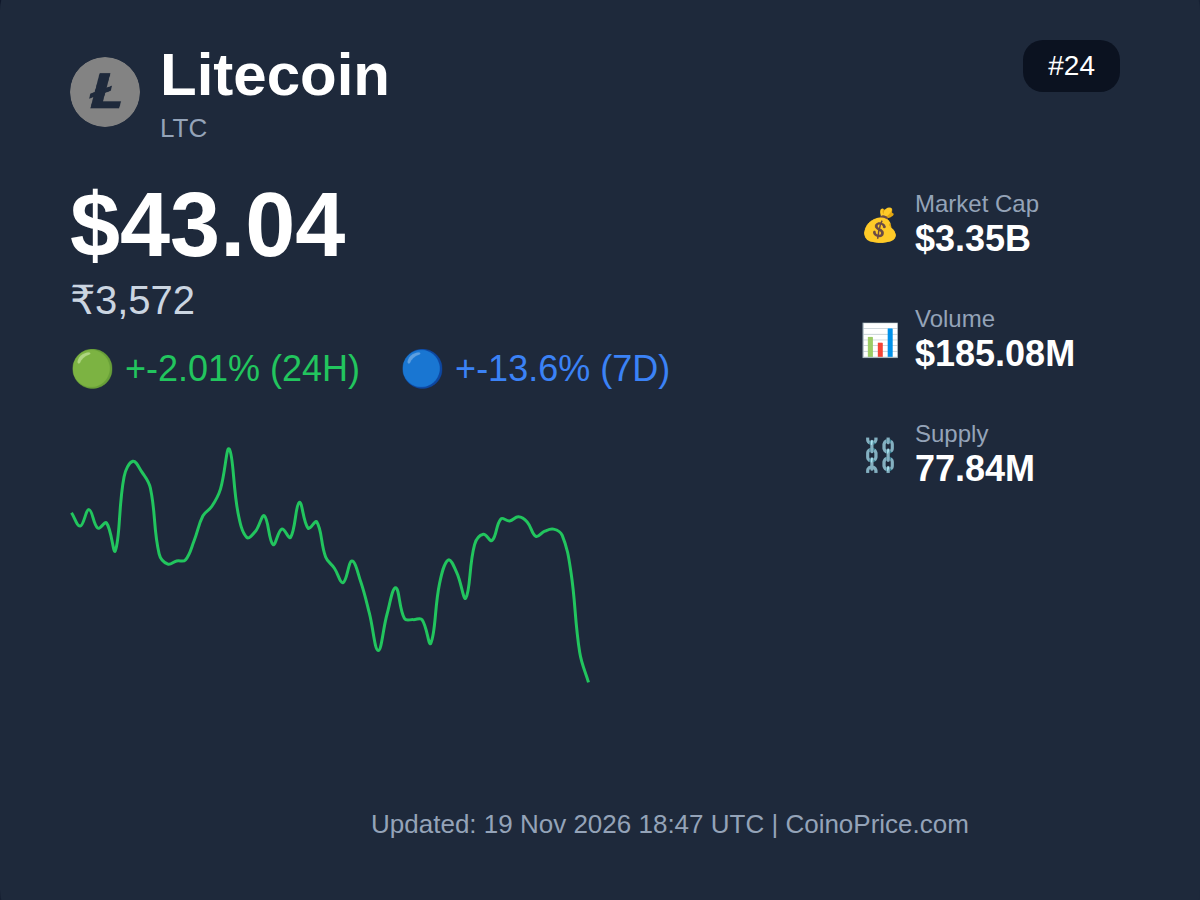 Litecoin
LTC
#24
$43.04
₹3,572
+-2.01% (24H)
+-13.6% (7D)
Market Cap
$3.35B
Volume
$185.08M
Supply
77.84M
Updated: 19 Nov 2026 18:47 UTC | CoinoPrice.com